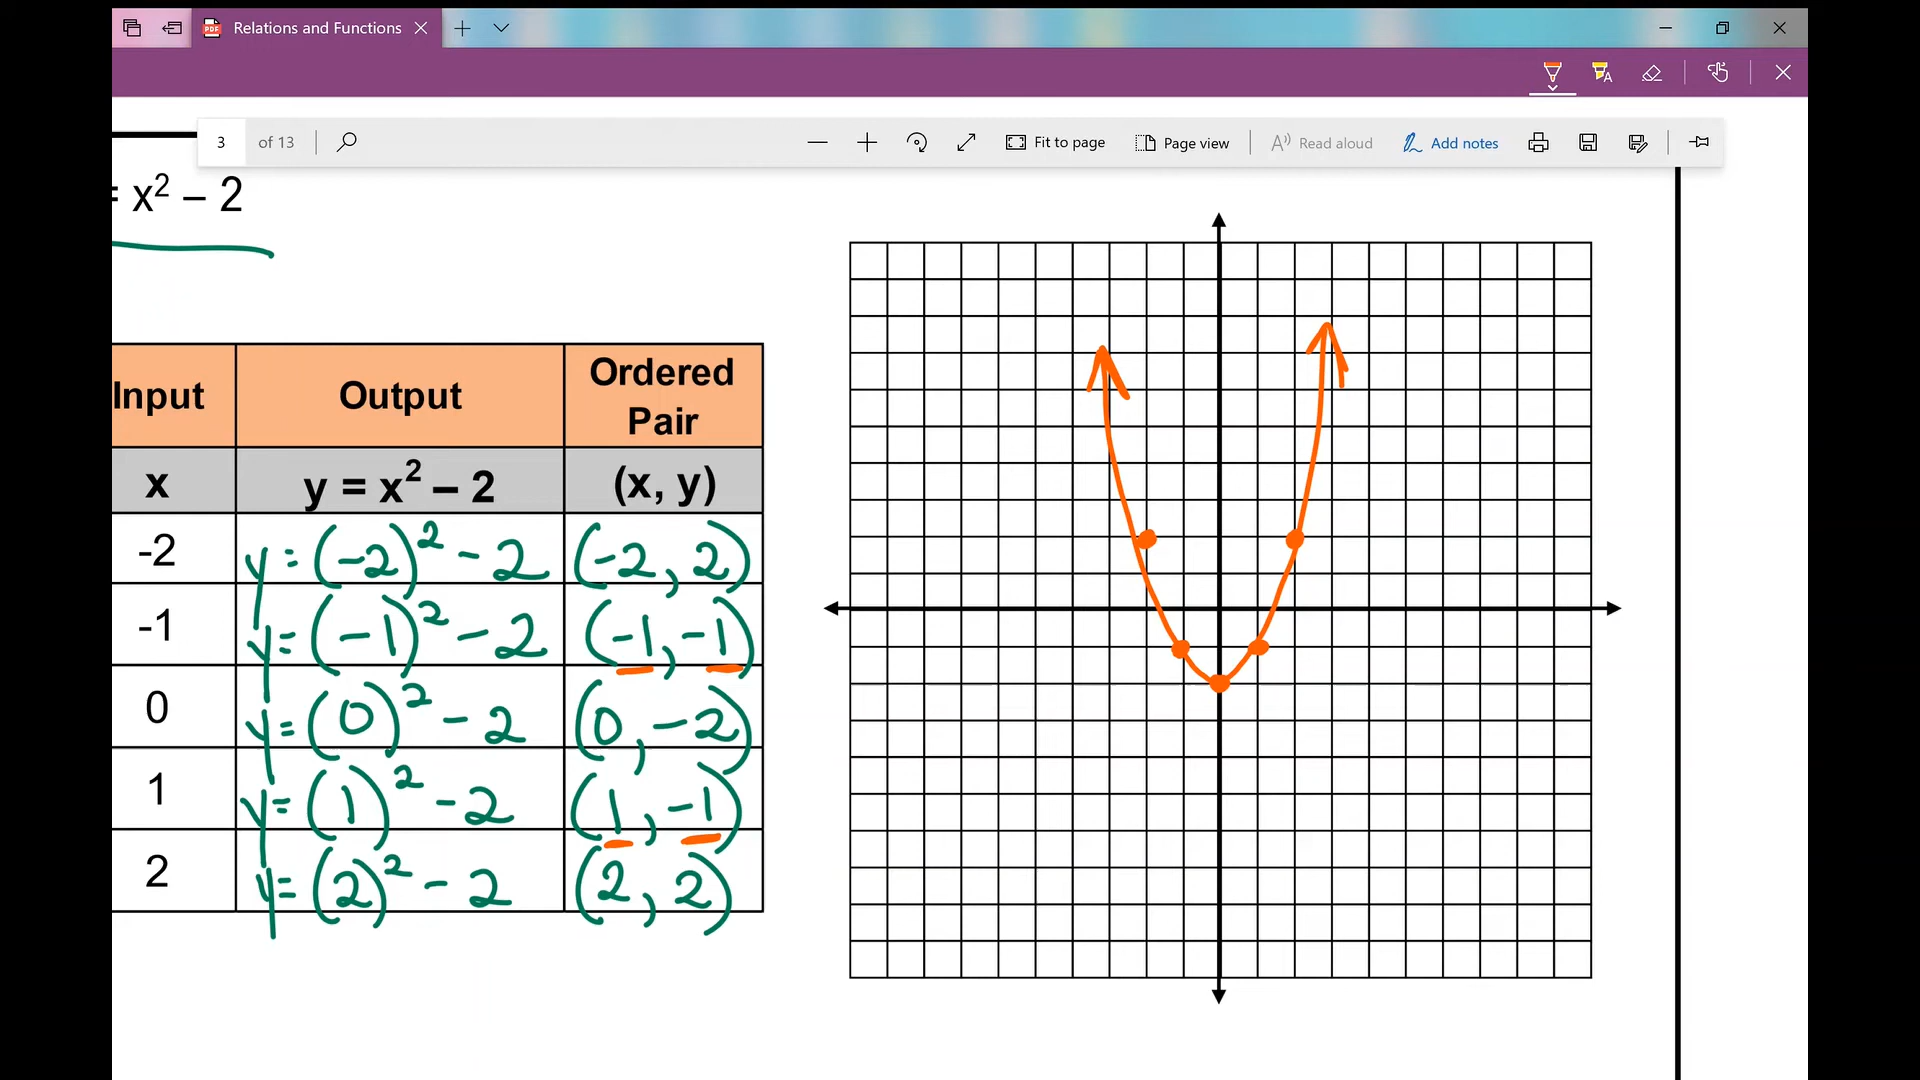 Relations and Functions
3 of 13 Fit to page Page view Read aloud Add notes
= x² – 2
Input Output Ordered Pair
x y = x² – 2 (x, y)
-2 y = (-2)² - 2 (-2, 2)
-1 y = (-1)² - 2 (-1, -1)
0 y = (0)² - 2 (0, -2)
1 y = (1)² - 2 (1, -1)
2 y = (2)² - 2 (2, 2)